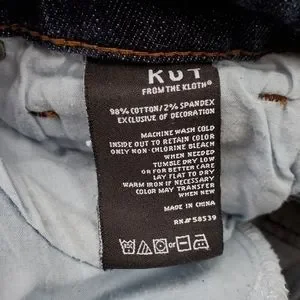 KUT
FROM THE KLOTH®
98% COTTON/2% SPANDEX
EXCLUSIVE OF DECORATION
MACHINE WASH COLD
INSIDE OUT TO RETAIN COLOR
ONLY NON-CHLORINE BLEACH
WHEN NEEDED
TUMBLE DRY LOW
OR FOR BETTER CARE
LAY FLAT TO DRY
WARM IRON IF NECESSARY
COLOR MAY TRANSFER
WHEN NEW
MADE IN CHINA
RN#58539
OR